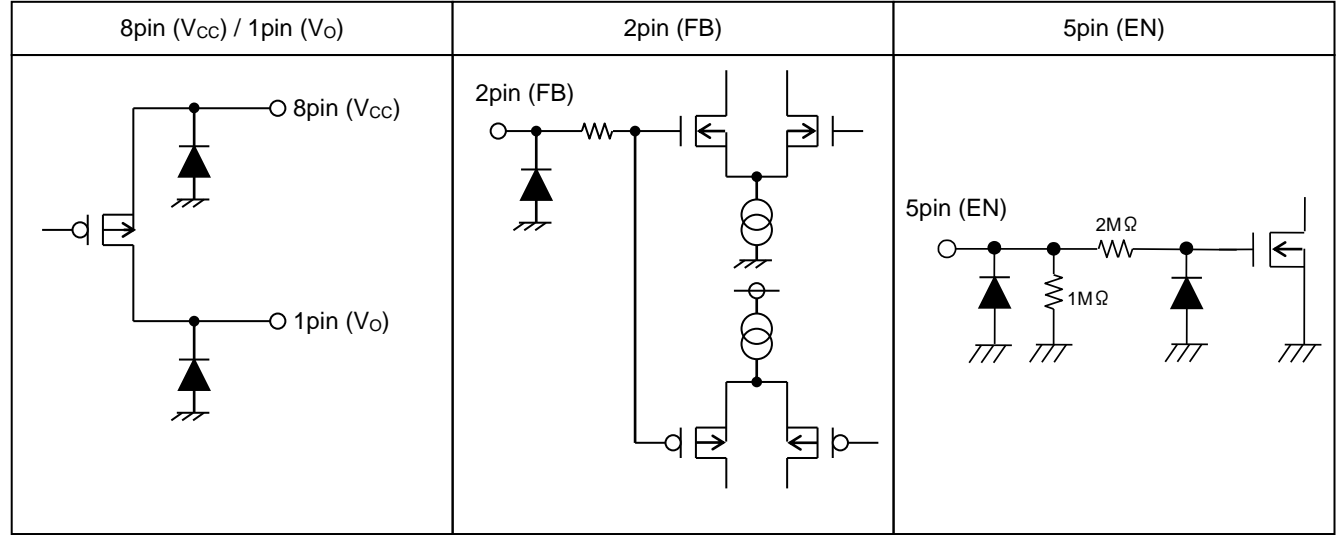 8pin (VCC) / 1pin (VO)
2pin (FB)
5pin (EN)
8pin (VCC)
1pin (VO)
2pin (FB)
5pin (EN)
2MΩ
1MΩ